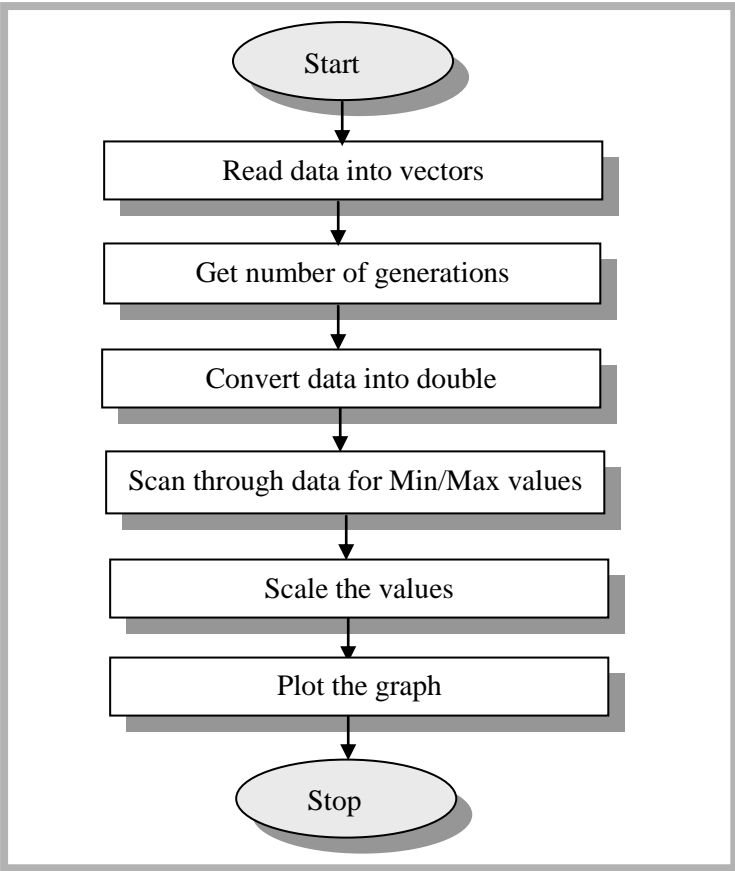 Start
Read data into vectors
Get number of generations
Convert data into double
Scan through data for Min/Max values
Scale the values
Plot the graph
Stop